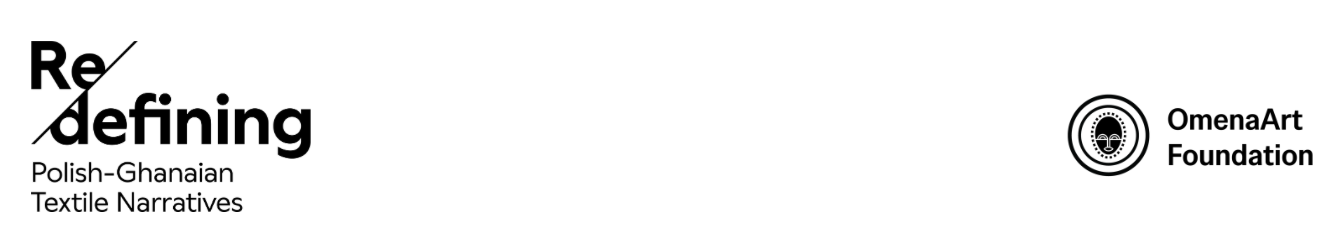 Re/
defining
Polish-Ghanaian
Textile Narratives
OmenaArt
Foundation